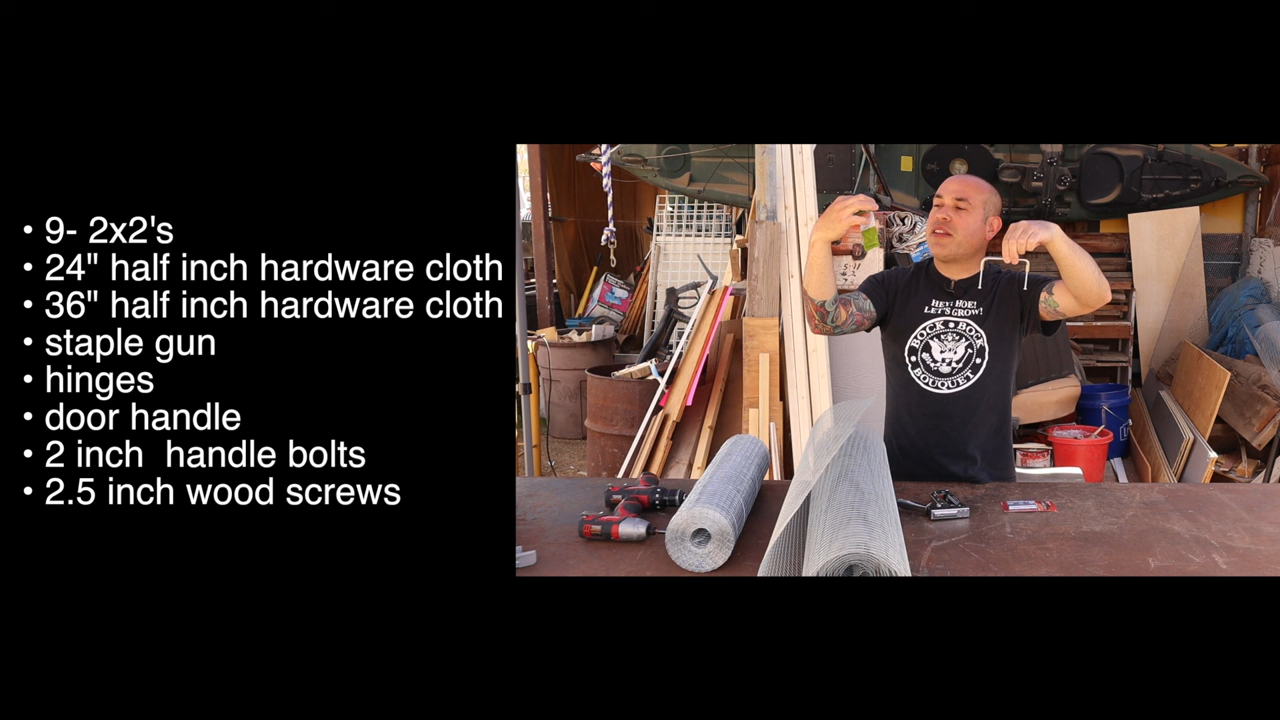 • 9- 2x2's
• 24" half inch hardware cloth
• 36" half inch hardware cloth
• staple gun
• hinges
• door handle
• 2 inch  handle bolts
• 2.5 inch wood screws
HEY! HOE!
LET'S GROW!
BOCK • BOCK
BOUQUET